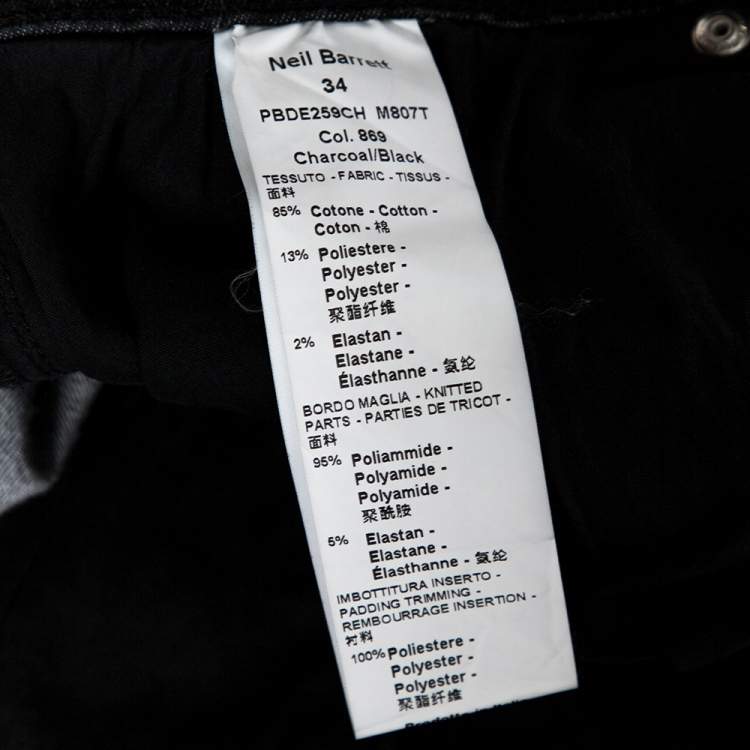 Neil Barrett
34
PBDE259CH M807T
Col. 869
Charcoal/Black
TESSUTO - FABRIC - TISSUS -
面料
85% Cotone - Cotton -
Coton - 棉
13% Poliestere -
Polyester -
Polyester -
聚酯纤维
2% Elastan -
Elastane -
Élasthanne - 氨纶
BORDO MAGLIA - KNITTED
PARTS - PARTIES DE TRICOT -
面料
95% Poliammide -
Polyamide -
Polyamide -
聚酰胺
5% Elastan -
Elastane -
Élasthanne - 氨纶
IMBOTTITURA INSERTO -
PADDING TRIMMING -
REMBOURRAGE INSERTION -
衬料
100% Poliestere -
Polyester -
Polyester -
聚酯纤维